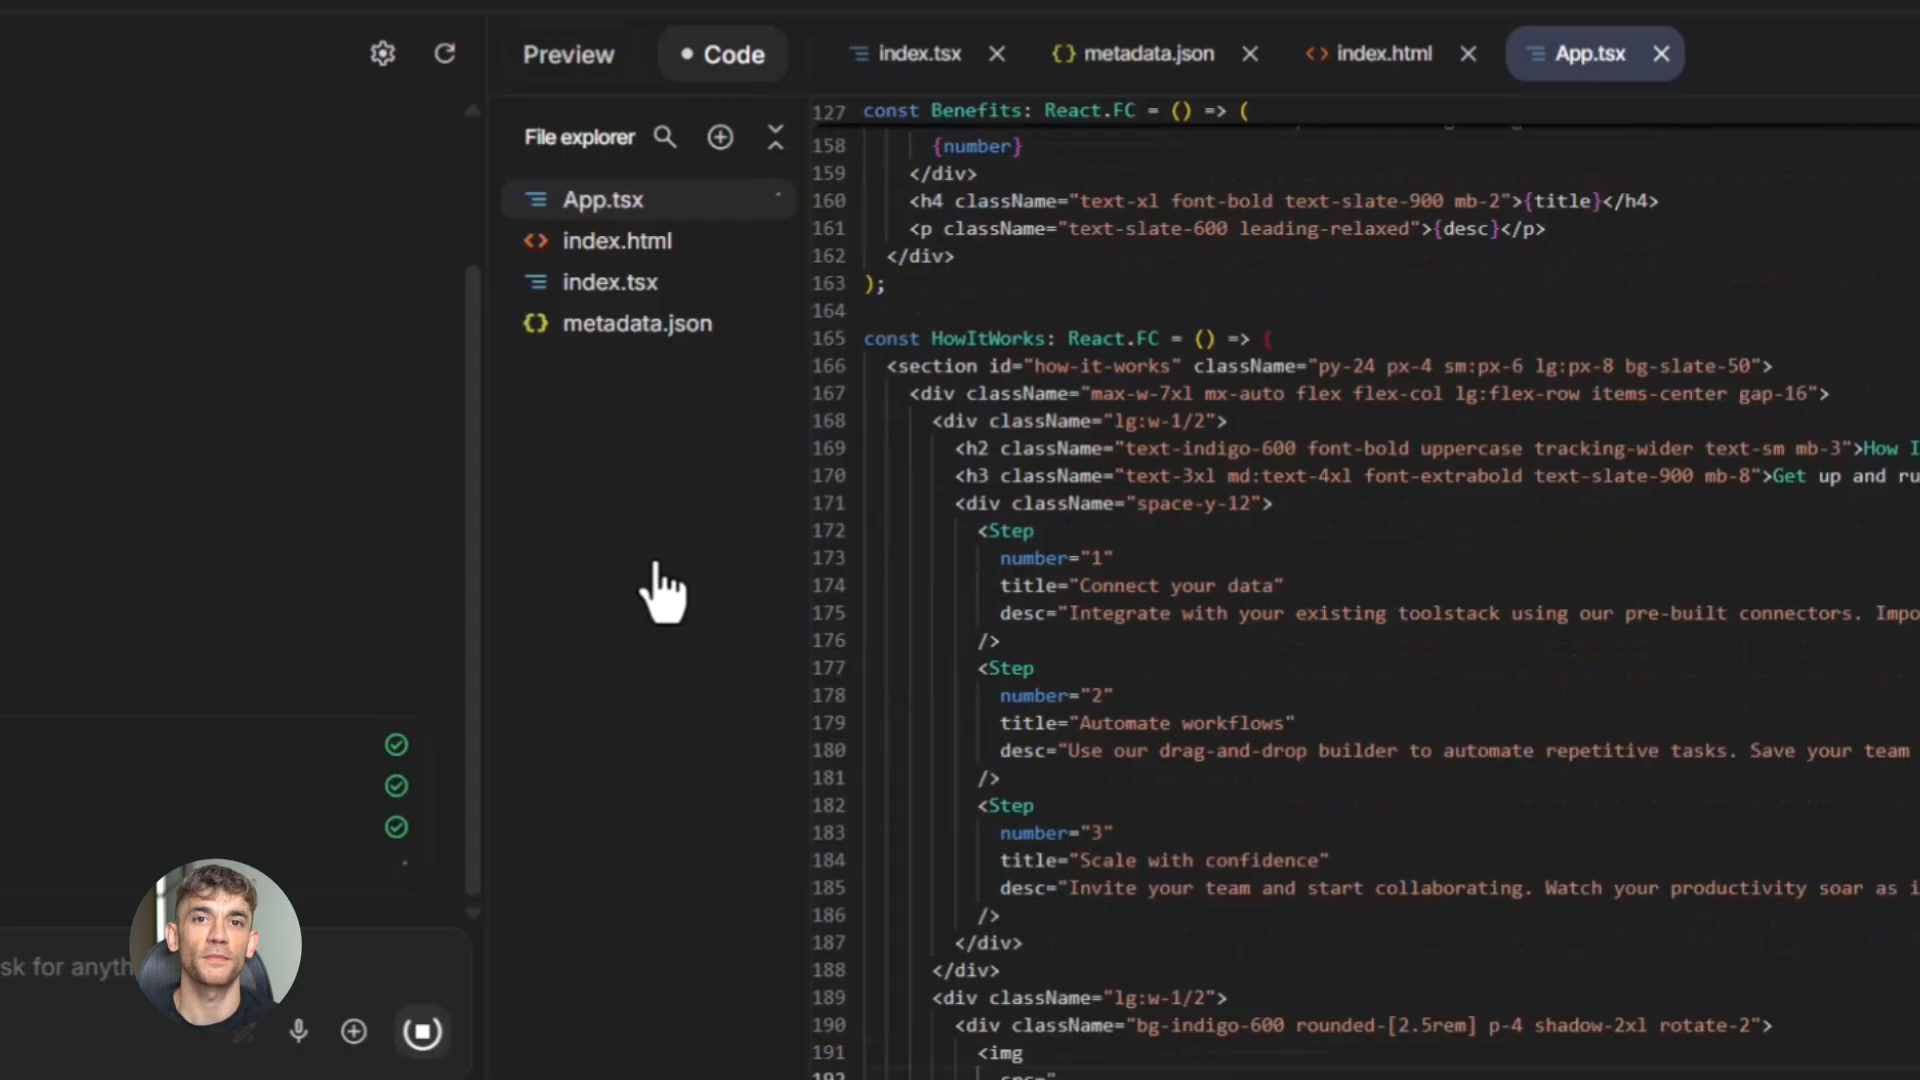 Preview
Code
index.tsx
metadata.json
index.html
App.tsx
File explorer
App.tsx
index.html
index.tsx
metadata.json
127 const Benefits: React.FC = () => (
158 {number}
159 </div>
160 <h4 className="text-xl font-bold text-slate-900 mb-2">{title}</h4>
161 <p className="text-slate-600 leading-relaxed">{desc}</p>
162 </div>
163 );
164
165 const HowItWorks: React.FC = () => (
166 <section id="how-it-works" className="py-24 px-4 sm:px-6 lg:px-8 bg-slate-50">
167 <div className="max-w-7xl mx-auto flex flex-col lg:flex-row items-center gap-16">
168 <div className="lg:w-1/2">
169 <h2 className="text-indigo-600 font-bold uppercase tracking-wider text-sm mb-3">How I
170 <h3 className="text-3xl md:text-4xl font-extrabold text-slate-900 mb-8">Get up and ru
171 <div className="space-y-12">
172 <Step
173 number="1"
174 title="Connect your data"
175 desc="Integrate with your existing toolstack using our pre-built connectors. Impo
176 />
177 <Step
178 number="2"
179 title="Automate workflows"
180 desc="Use our drag-and-drop builder to automate repetitive tasks. Save your team
181 />
182 <Step
183 number="3"
184 title="Scale with confidence"
185 desc="Invite your team and start collaborating. Watch your productivity soar as i
186 />
187 </div>
188 </div>
189 <div className="lg:w-1/2">
190 <div className="bg-indigo-600 rounded-[2.5rem] p-4 shadow-2xl rotate-2">
191 <img
sk for anyth